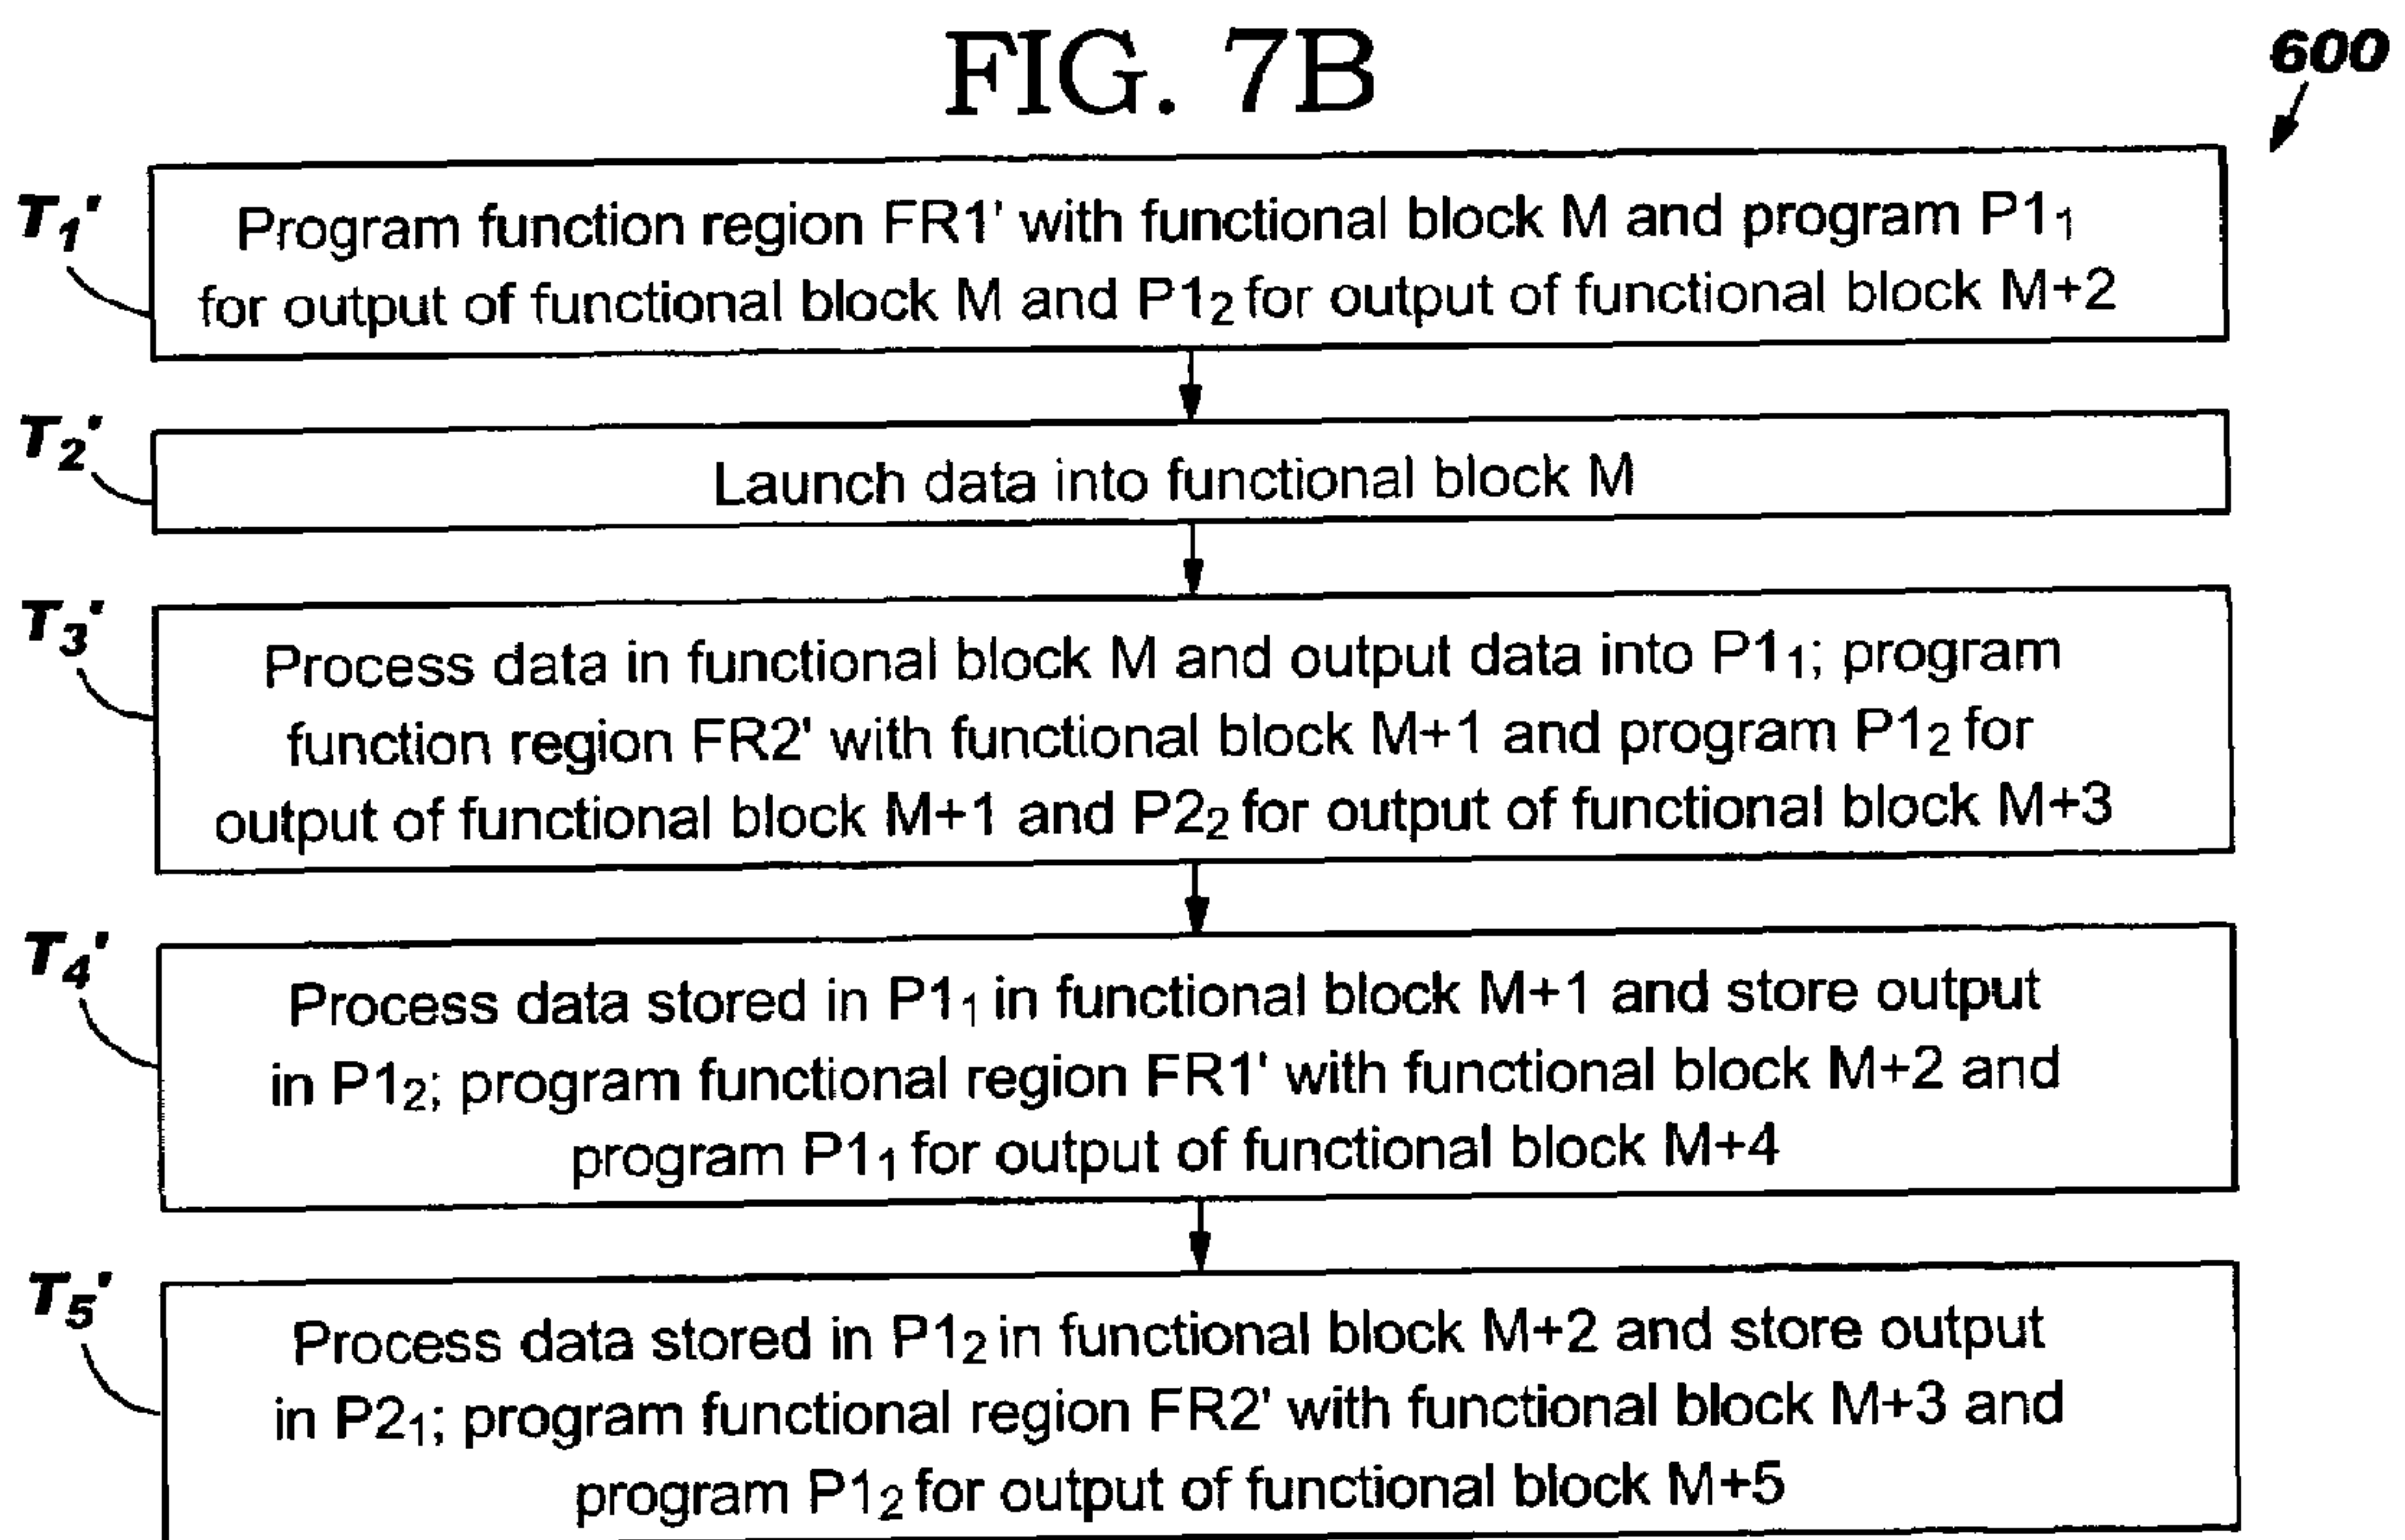 FIG. 7B
600
T₁'
Program function region FR1' with functional block M and program P1₁
for output of functional block M and P1₂ for output of functional block M+2
T₂'
Launch data into functional block M
T₃'
Process data in functional block M and output data into P1₁; program
function region FR2' with functional block M+1 and program P1₂ for
output of functional block M+1 and P2₂ for output of functional block M+3
T₄'
Process data stored in P1₁ in functional block M+1 and store output
in P1₂; program functional region FR1' with functional block M+2 and
program P1₁ for output of functional block M+4
T₅'
Process data stored in P1₂ in functional block M+2 and store output
in P2₁; program functional region FR2' with functional block M+3 and
program P1₂ for output of functional block M+5